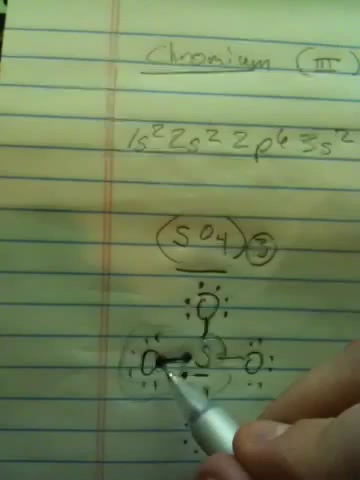 Chromium (III)
1s² 2s² 2p⁶ 3s²
(SO₄)₃
O
O S O